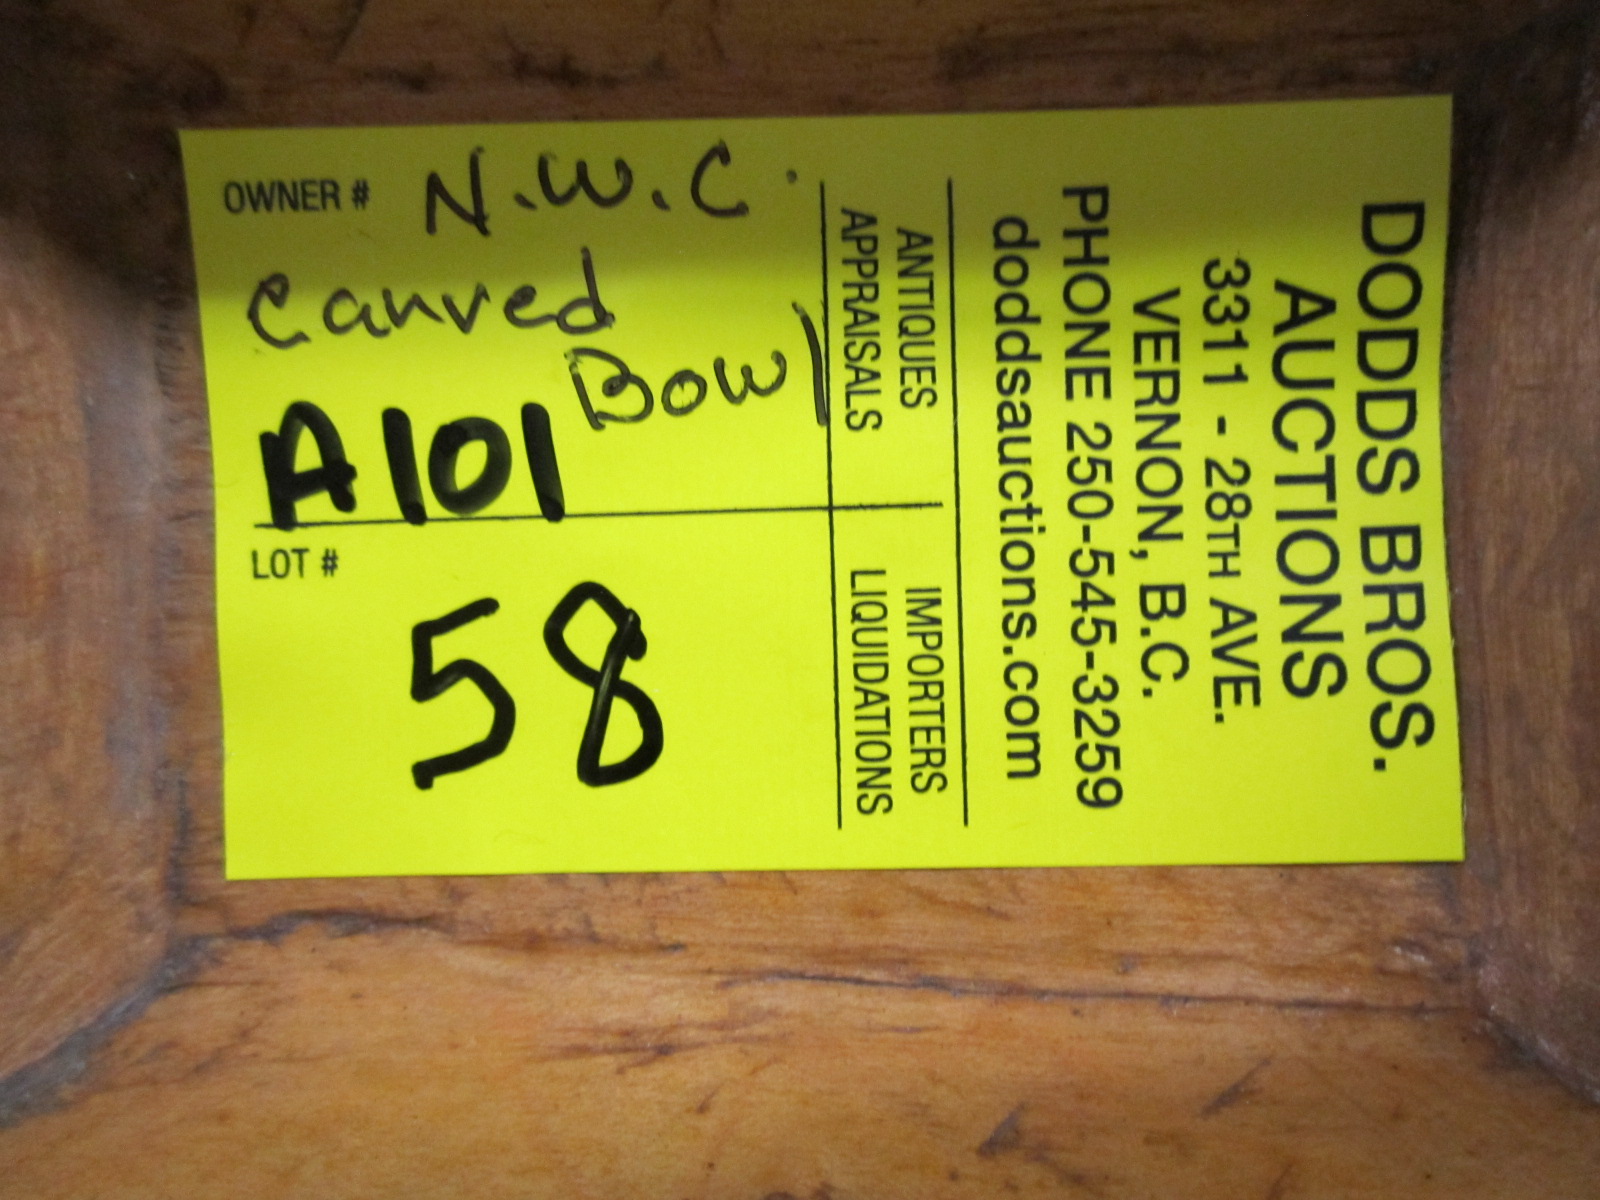 DODDS BROS.
AUCTIONS
3311 - 28TH AVE.
VERNON, B.C.
PHONE 250-545-3259
doddsauctions.com
ANTIQUES
APPRAISALS
IMPORTERS
LIQUIDATIONS
OWNER # N.W.C.
Carved
Bowl
A101
LOT #
58